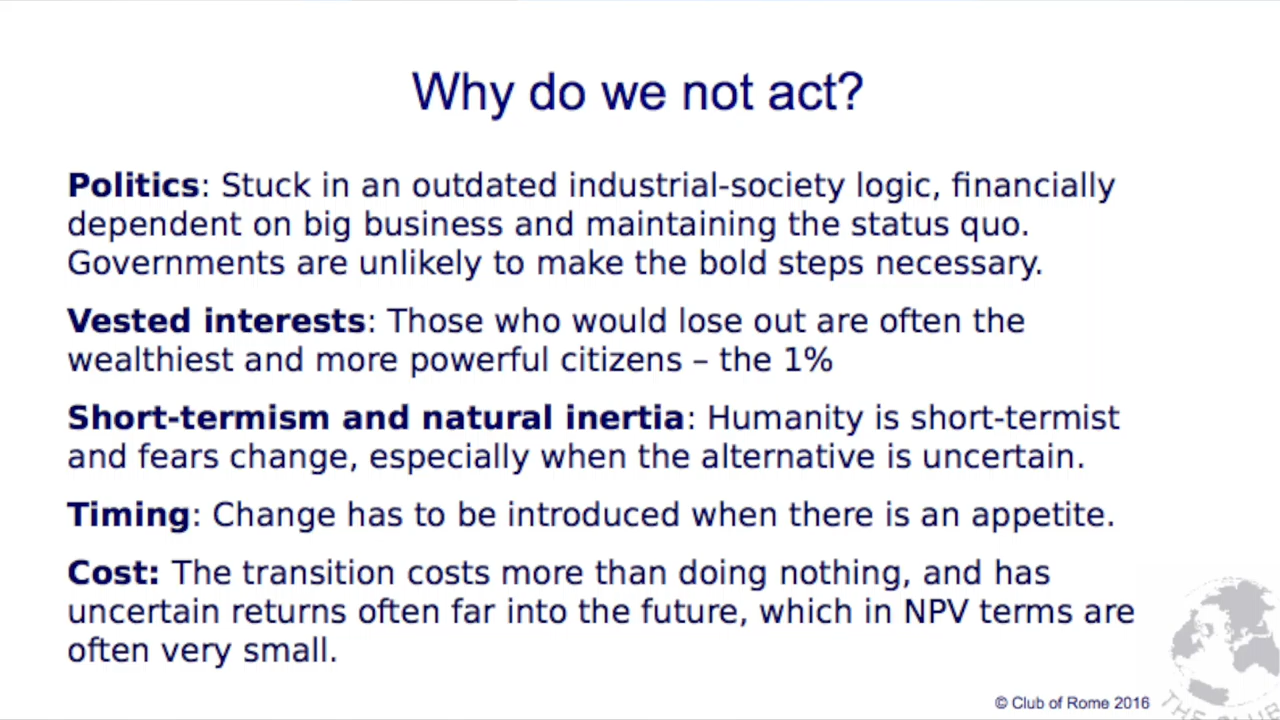 Why do we not act?
Politics: Stuck in an outdated industrial-society logic, financially
dependent on big business and maintaining the status quo.
Governments are unlikely to make the bold steps necessary.
Vested interests: Those who would lose out are often the
wealthiest and more powerful citizens – the 1%
Short-termism and natural inertia: Humanity is short-termist
and fears change, especially when the alternative is uncertain.
Timing: Change has to be introduced when there is an appetite.
Cost: The transition costs more than doing nothing, and has
uncertain returns often far into the future, which in NPV terms are
often very small.
© Club of Rome 2016
THE CLUB